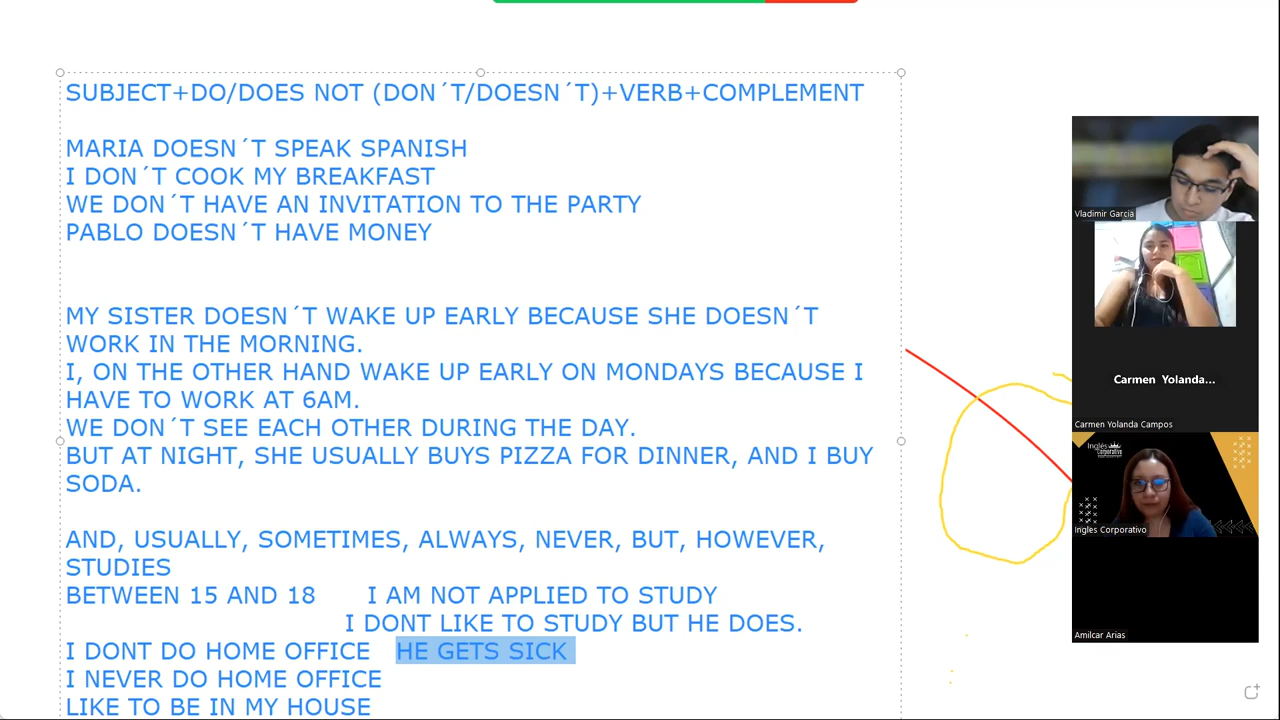 SUBJECT+DO/DOES NOT (DON´T/DOESN´T)+VERB+COMPLEMENT
MARIA DOESN´T SPEAK SPANISH
I DON´T COOK MY BREAKFAST
WE DON´T HAVE AN INVITATION TO THE PARTY
PABLO DOESN´T HAVE MONEY
MY SISTER DOESN´T WAKE UP EARLY BECAUSE SHE DOESN´T
WORK IN THE MORNING.
I, ON THE OTHER HAND WAKE UP EARLY ON MONDAYS BECAUSE I
HAVE TO WORK AT 6AM.
WE DON´T SEE EACH OTHER DURING THE DAY.
BUT AT NIGHT, SHE USUALLY BUYS PIZZA FOR DINNER, AND I BUY
SODA.
AND, USUALLY, SOMETIMES, ALWAYS, NEVER, BUT, HOWEVER,
STUDIES
BETWEEN 15 AND 18 I AM NOT APPLIED TO STUDY
I DONT LIKE TO STUDY BUT HE DOES.
I DONT DO HOME OFFICE HE GETS SICK
I NEVER DO HOME OFFICE
LIKE TO BE IN MY HOUSE
Vladimir Garcia
Carmen Yolanda...
Carmen Yolanda Campos
Inglés
Corporativo
Ingles Corporativo
Amilcar Arias